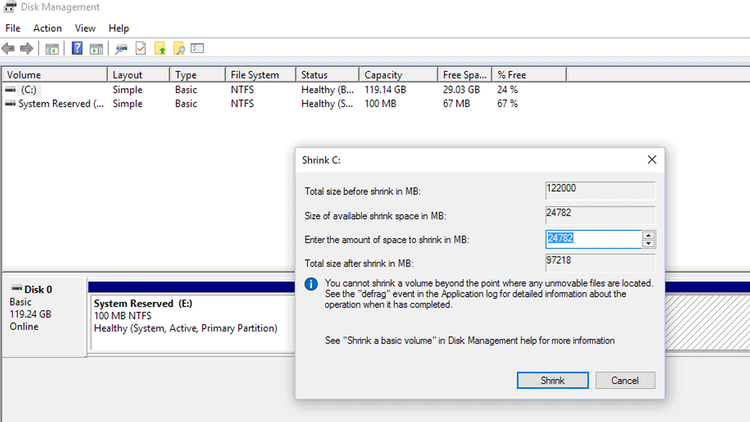 Disk Management
File Action View Help
Volume Layout Type File System Status Capacity Free Spa... % Free
(C:) Simple Basic NTFS Healthy (B... 119.14 GB 29.03 GB 24 %
System Reserved (... Simple Basic NTFS Healthy (S... 100 MB 67 MB 67 %
Shrink C:
Total size before shrink in MB: 122000
Size of available shrink space in MB: 24782
Enter the amount of space to shrink in MB: 24782
Total size after shrink in MB: 97218
You cannot shrink a volume beyond the point where any unmovable files are located.
See the "defrag" event in the Application log for detailed information about the
operation when it has completed.
See "Shrink a basic volume" in Disk Management help for more information
Shrink Cancel
Disk 0
Basic
119.24 GB
Online
System Reserved (E:)
100 MB NTFS
Healthy (System, Active, Primary Partition)